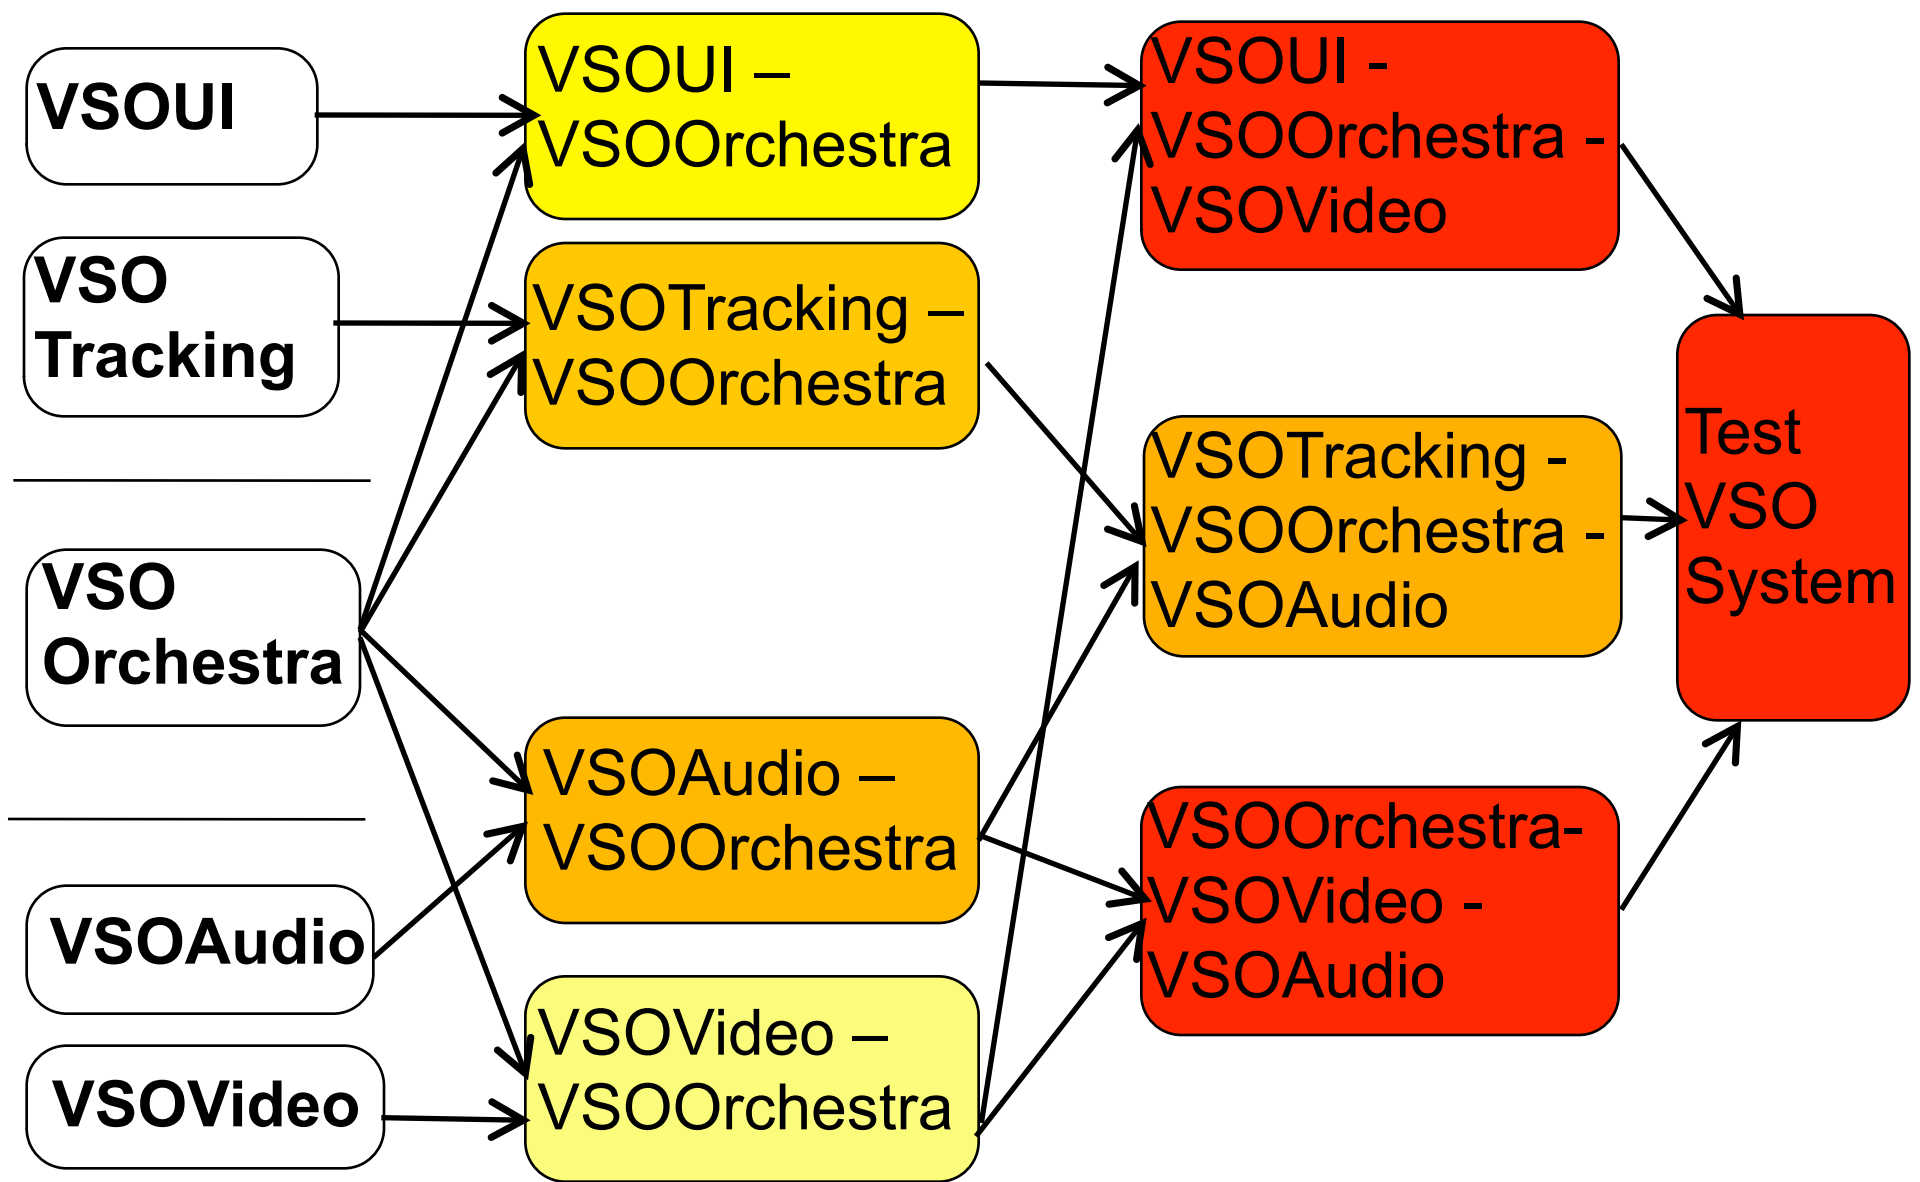 VSOUI
VSO
Tracking
VSO
Orchestra
VSOAudio
VSOVideo
VSOUI –
VSOOrchestra
VSOTracking –
VSOOrchestra
VSOAudio –
VSOOrchestra
VSOVideo –
VSOOrchestra
VSOUI -
VSOOrchestra -
VSOVideo
VSOTracking -
VSOOrchestra -
VSOAudio
VSOOrchestra-
VSOVideo -
VSOAudio
Test
VSO
System